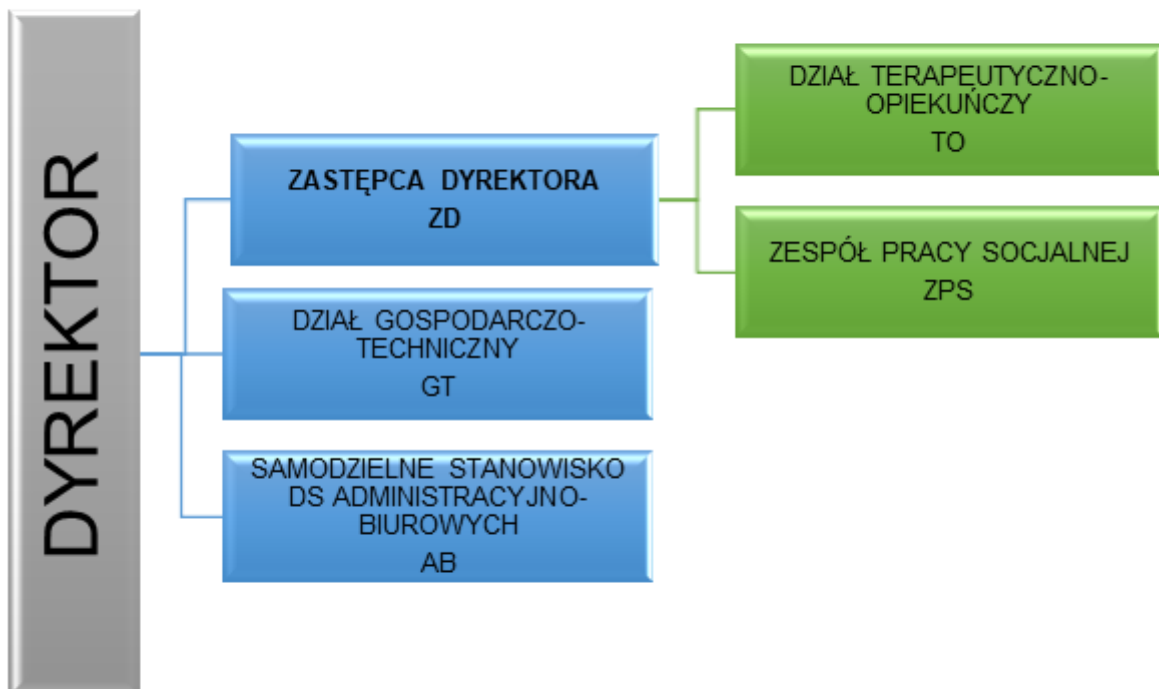 DYREKTOR
ZASTĘPCA DYREKTORA
ZD
DZIAŁ GOSPODARCZO-
TECHNICZNY
GT
SAMODZIELNE STANOWISKO
DS ADMINISTRACYJNO-
BIUROWYCH
AB
DZIAŁ TERAPEUTYCZNO-
OPIEKUŃCZY
TO
ZESPÓŁ PRACY SOCJALNEJ
ZPS